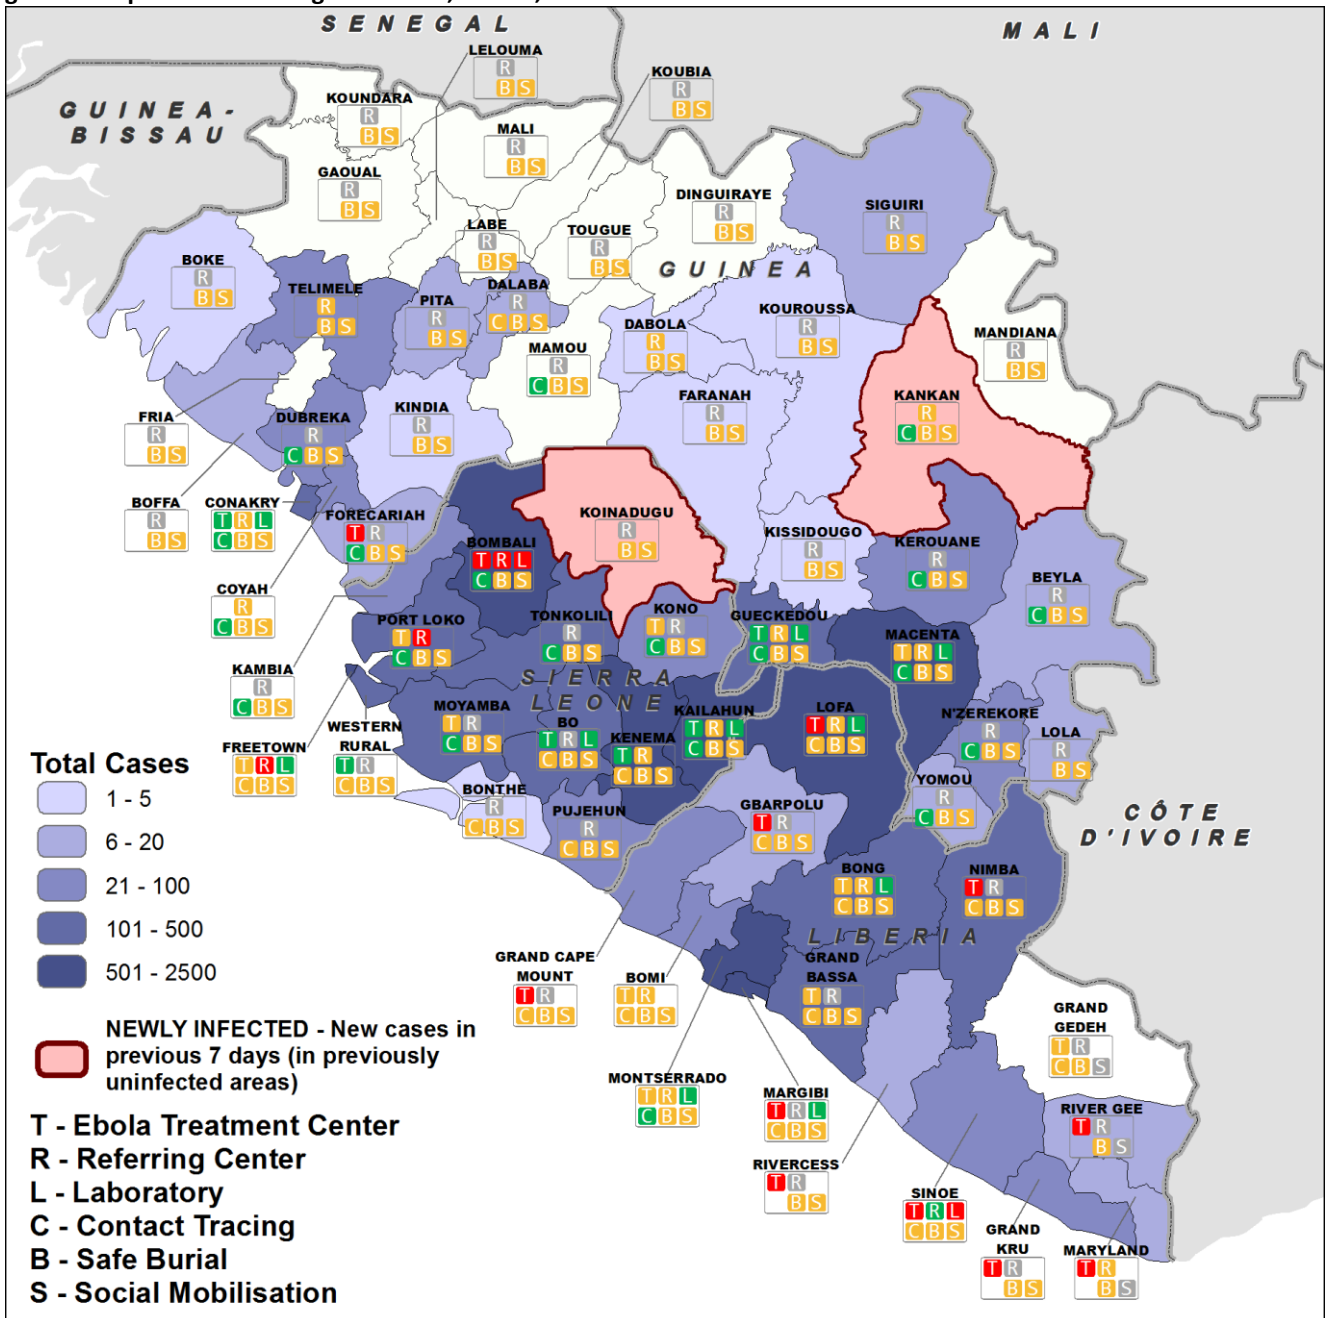 SENEGAL
MALI
LELOUMA
R
B S
KOUBIA
R
B S
GUINEA-
BISSAU
KOUNDARA
R
B S
MALI
R
B S
GAOUAL
R
B S
DINGUIRAYE
R
B S
SIGUIRI
R
B S
LABE
R
B S
TOUGUE
R
B S
GUINEA
BOKE
R
B S
TELIMELE
R
B S
PITA
R
B S
DALABA
R
C B S
DABOLA
R
B S
KOUROUSSA
R
B S
MANDIANA
R
B S
MAMOU
R
C B S
FRIA
R
B S
DUBREKA
R
C B S
KINDIA
R
B S
FARANAH
R
B S
KANKAN
R
C B S
BOFFA
R
B S
CONAKRY
T R L
C B S
FORECARIAH
T R
C B S
BOMBALI
T R L
C B S
KOINADUGU
R
B S
KISSIDOUGO
R
B S
KEROUANE
R
C B S
BEYLA
R
C B S
COYAH
R
C B S
PORT LOKO
T R
C B S
TONKOLILI
R
C B S
KONO
T R
C B S
GUECKEDOU
T R L
C B S
MACENTA
T R L
C B S
KAMBIA
R
C B S
SIERRA
LEONE
FREETOWN
T R L
C B S
WESTERN
RURAL
T R
C B S
MOYAMBA
T R
C B S
BO
T R L
C B S
KENEMA
T R
C B S
KAILAHUN
T R L
C B S
LOFA
T R L
C B S
N'ZEREKORE
R
C B S
LOLA
R
B S
BONTHE
R
C B S
PUJEHUN
R
C B S
GBARPOLU
T R
C B S
YOMOU
R
C B S
CÔTE
D'IVOIRE
BONG
T R L
C B S
NIMBA
T R
C B S
LIBERIA
GRAND CAPE
MOUNT
T R
C B S
BOMI
T R
C B S
GRAND
BASSA
T R
C B S
GRAND
GEDEH
T R
C B S
MONTSERRADO
T R L
C B S
MARGIBI
T R L
C B S
RIVER GEE
T R
B S
RIVERCESS
T R
B S
SINOE
T R L
C B S
GRAND
KRU
T R
B S
MARYLAND
T R
B S
Total Cases
1 - 5
6 - 20
21 - 100
101 - 500
501 - 2500
NEWLY INFECTED - New cases in
previous 7 days (in previously
uninfected areas)
T - Ebola Treatment Center
R - Referring Center
L - Laboratory
C - Contact Tracing
B - Safe Burial
S - Social Mobilisation